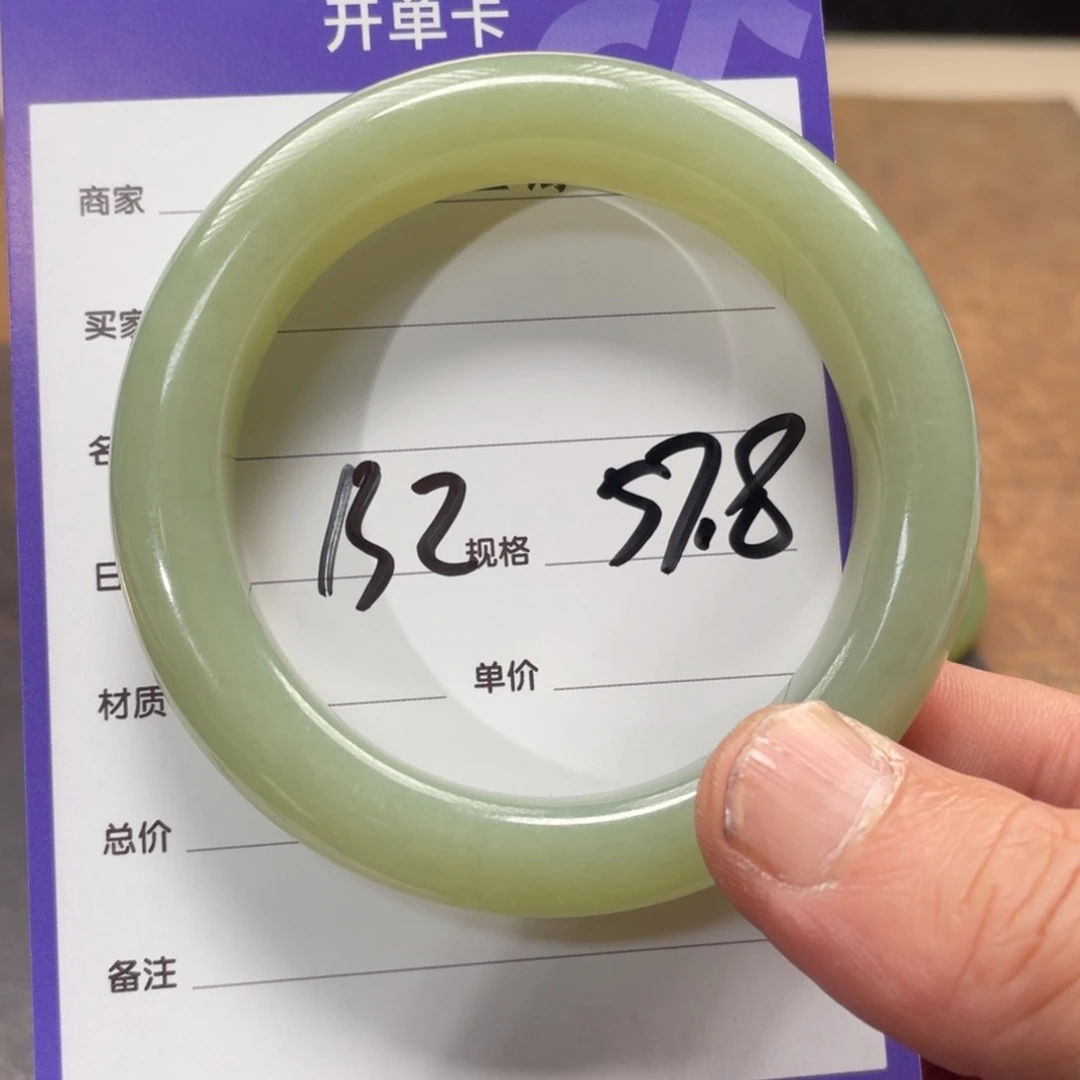 开单卡
商家
买家
132 规格 57.8
材质 单价
总价
备注